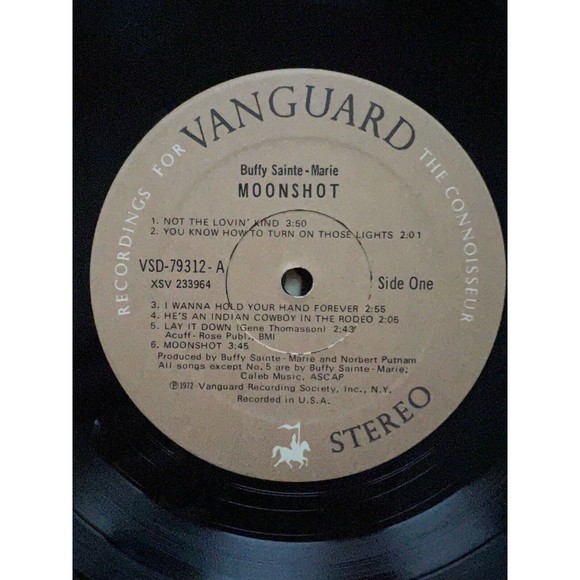 RECORDINGS FOR VANGUARD THE CONNOISSEUR
Buffy Sainte-Marie
MOONSHOT
1. NOT THE LOVIN' KIND 3:50
2. YOU KNOW HOW TO TURN ON THOSE LIGHTS 2:01
VSD-79312-A
XSV 233964
Side One
3. I WANNA HOLD YOUR HAND FOREVER 2:55
4. HE'S AN INDIAN COWBOY IN THE RODEO 2:05
5. LAY IT DOWN (Gene Thomasson) 2:43
Acuff-Rose Publ., BMI
6. MOONSHOT 3:45
Produced by Buffy Sainte-Marie and Norbert Putnam
All songs except No. 5 are by Buffy Sainte-Marie;
Caleb Music, ASCAP
℗1972 Vanguard Recording Society, Inc., N.Y.
Recorded in U.S.A.
STEREO